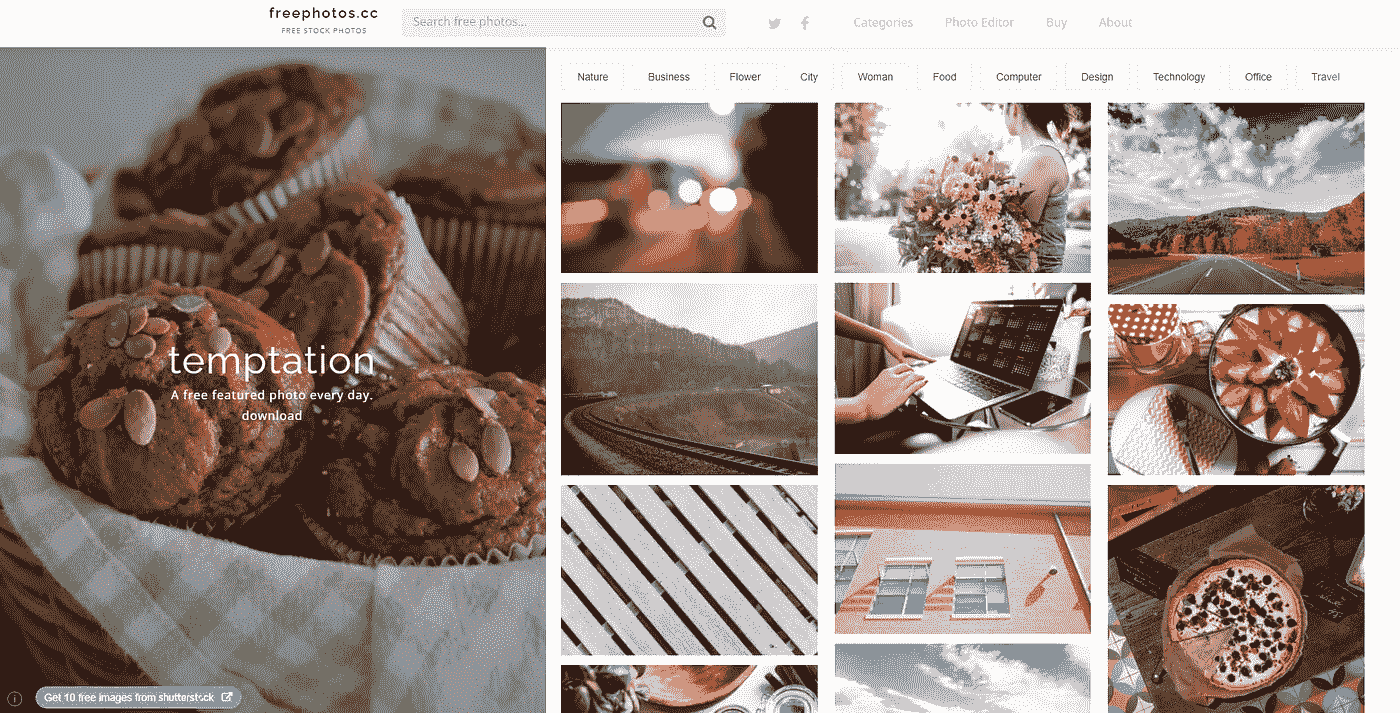 freephotos.cc
FREE STOCK PHOTOS
Search free photos...
Categories Photo Editor Buy About
Nature Business Flower City Woman Food Computer Design Technology Office Travel
temptation
A free featured photo every day.
download
Get 10 free images from shutterstock